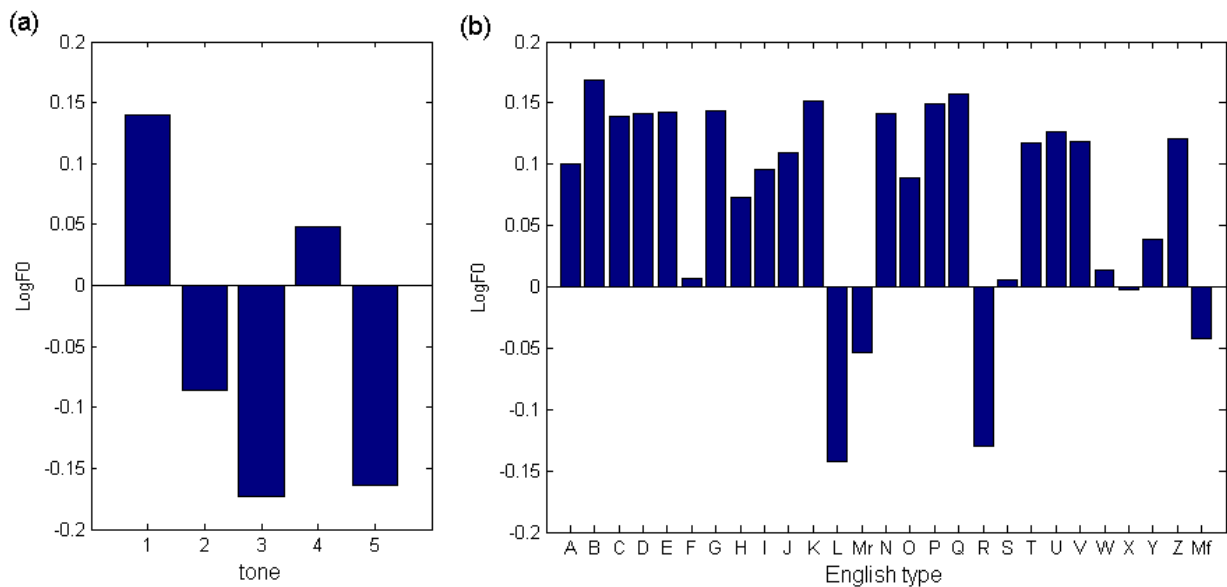 (a)
0.2
0.15
0.1
0.05
0
-0.05
-0.1
-0.15
-0.2
LogF0
1 2 3 4 5
tone
(b)
0.2
0.15
0.1
0.05
0
-0.05
-0.1
-0.15
-0.2
LogF0
A B C D E F G H I J K L Mr N O P Q R S T U V W X Y Z Mf
English type